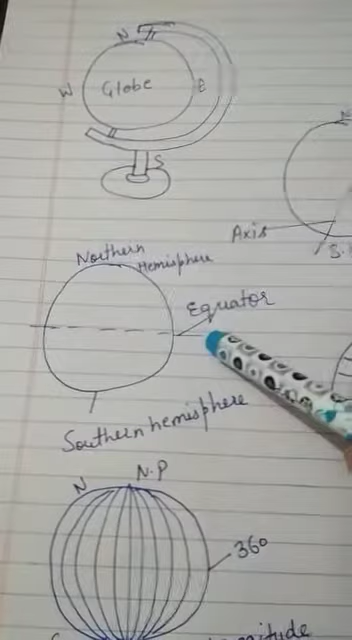 N
W Globe E
S
N
Axis
S.
Northern
Hemisphere
Equator
Southern hemisphere
N.P
N
360